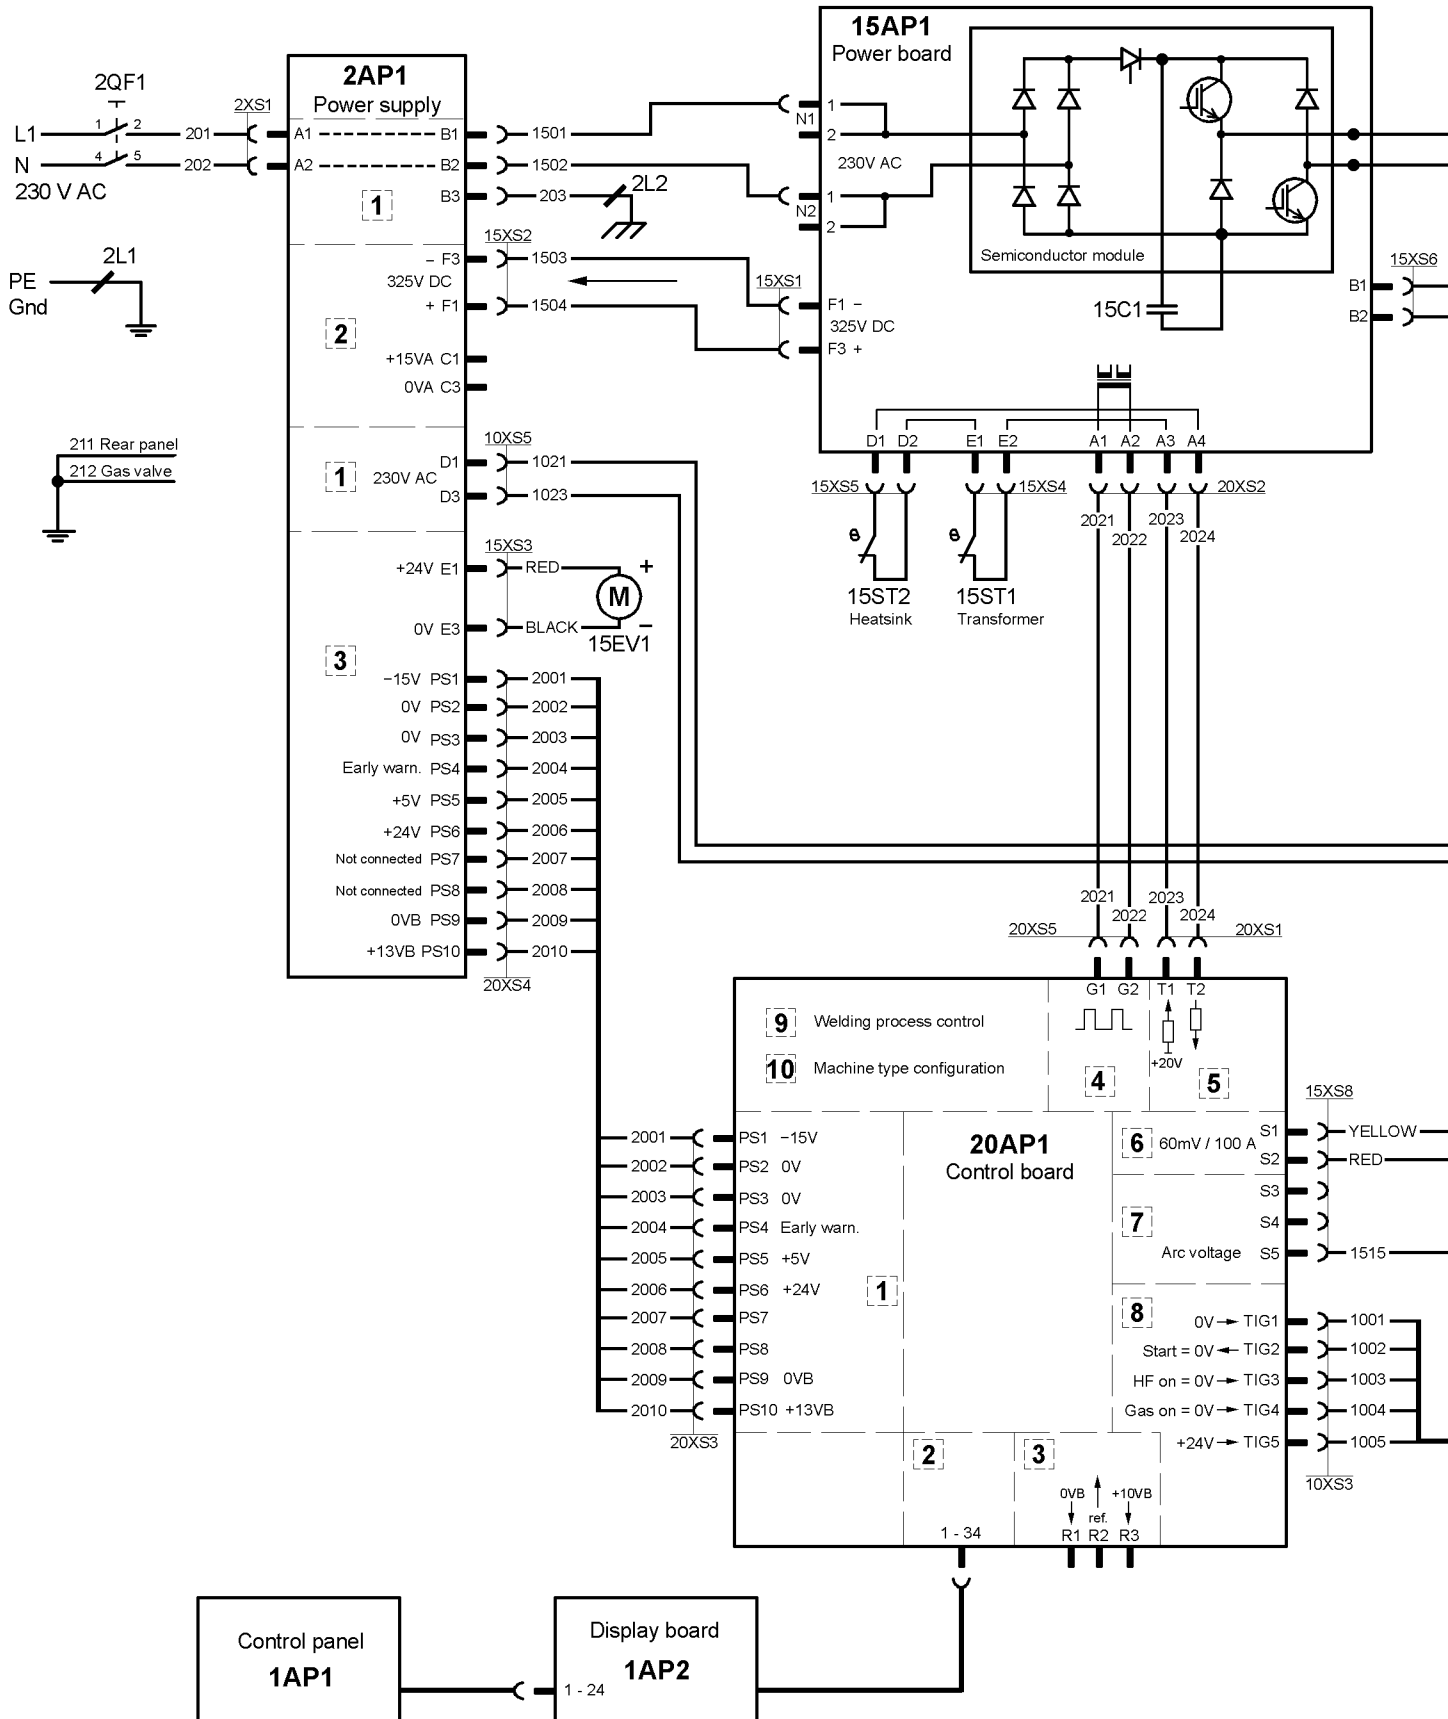 2QF1
L1
1
2
201
2XS1
N
4
5
202
230 V AC
PE
Gnd
2L1
211 Rear panel
212 Gas valve
2AP1
Power supply
A1
B1
1501
A2
B2
1502
1
B3
203
2L2
15XS2
− F3
1503
325V DC
+ F1
1504
2
+15VA C1
0VA C3
10XS5
D1
1021
1
230V AC
D3
1023
15XS3
+24V E1
RED
+
M
0V E3
BLACK
−
15EV1
3
−15V PS1
2001
0V PS2
2002
0V PS3
2003
Early warn. PS4
2004
+5V PS5
2005
+24V PS6
2006
Not connected PS7
2007
Not connected PS8
2008
0VB PS9
2009
+13VB PS10
2010
20XS4
15AP1
Power board
1
N1
2
230V AC
1
N2
2
15XS1
F1 −
325V DC
F3 +
Semiconductor module
15C1
15XS6
B1
B2
D1
D2
E1
E2
A1
A2
A3
A4
15XS5
15XS4
20XS2
2021
2022
2023
2024
15ST2
Heatsink
15ST1
Transformer
2021
2022
2023
2024
20XS5
20XS1
G1
G2
T1
T2
9 Welding process control
10 Machine type configuration
+20V
4
5
20AP1
Control board
2001
PS1 −15V
2002
PS2 0V
2003
PS3 0V
2004
PS4 Early warn.
2005
PS5 +5V
2006
PS6 +24V
1
2007
PS7
2008
PS8
2009
PS9 0VB
2010
PS10 +13VB
20XS3
15XS8
6 60mV / 100 A
S1
YELLOW
S2
RED
S3
7
S4
Arc voltage S5
1515
8
0V TIG1
1001
Start = 0V TIG2
1002
HF on = 0V TIG3
1003
Gas on = 0V TIG4
1004
+24V TIG5
1005
10XS3
2
3
0VB
+10VB
ref.
1 - 34
R1
R2
R3
Control panel
1AP1
Display board
1AP2
1 - 24